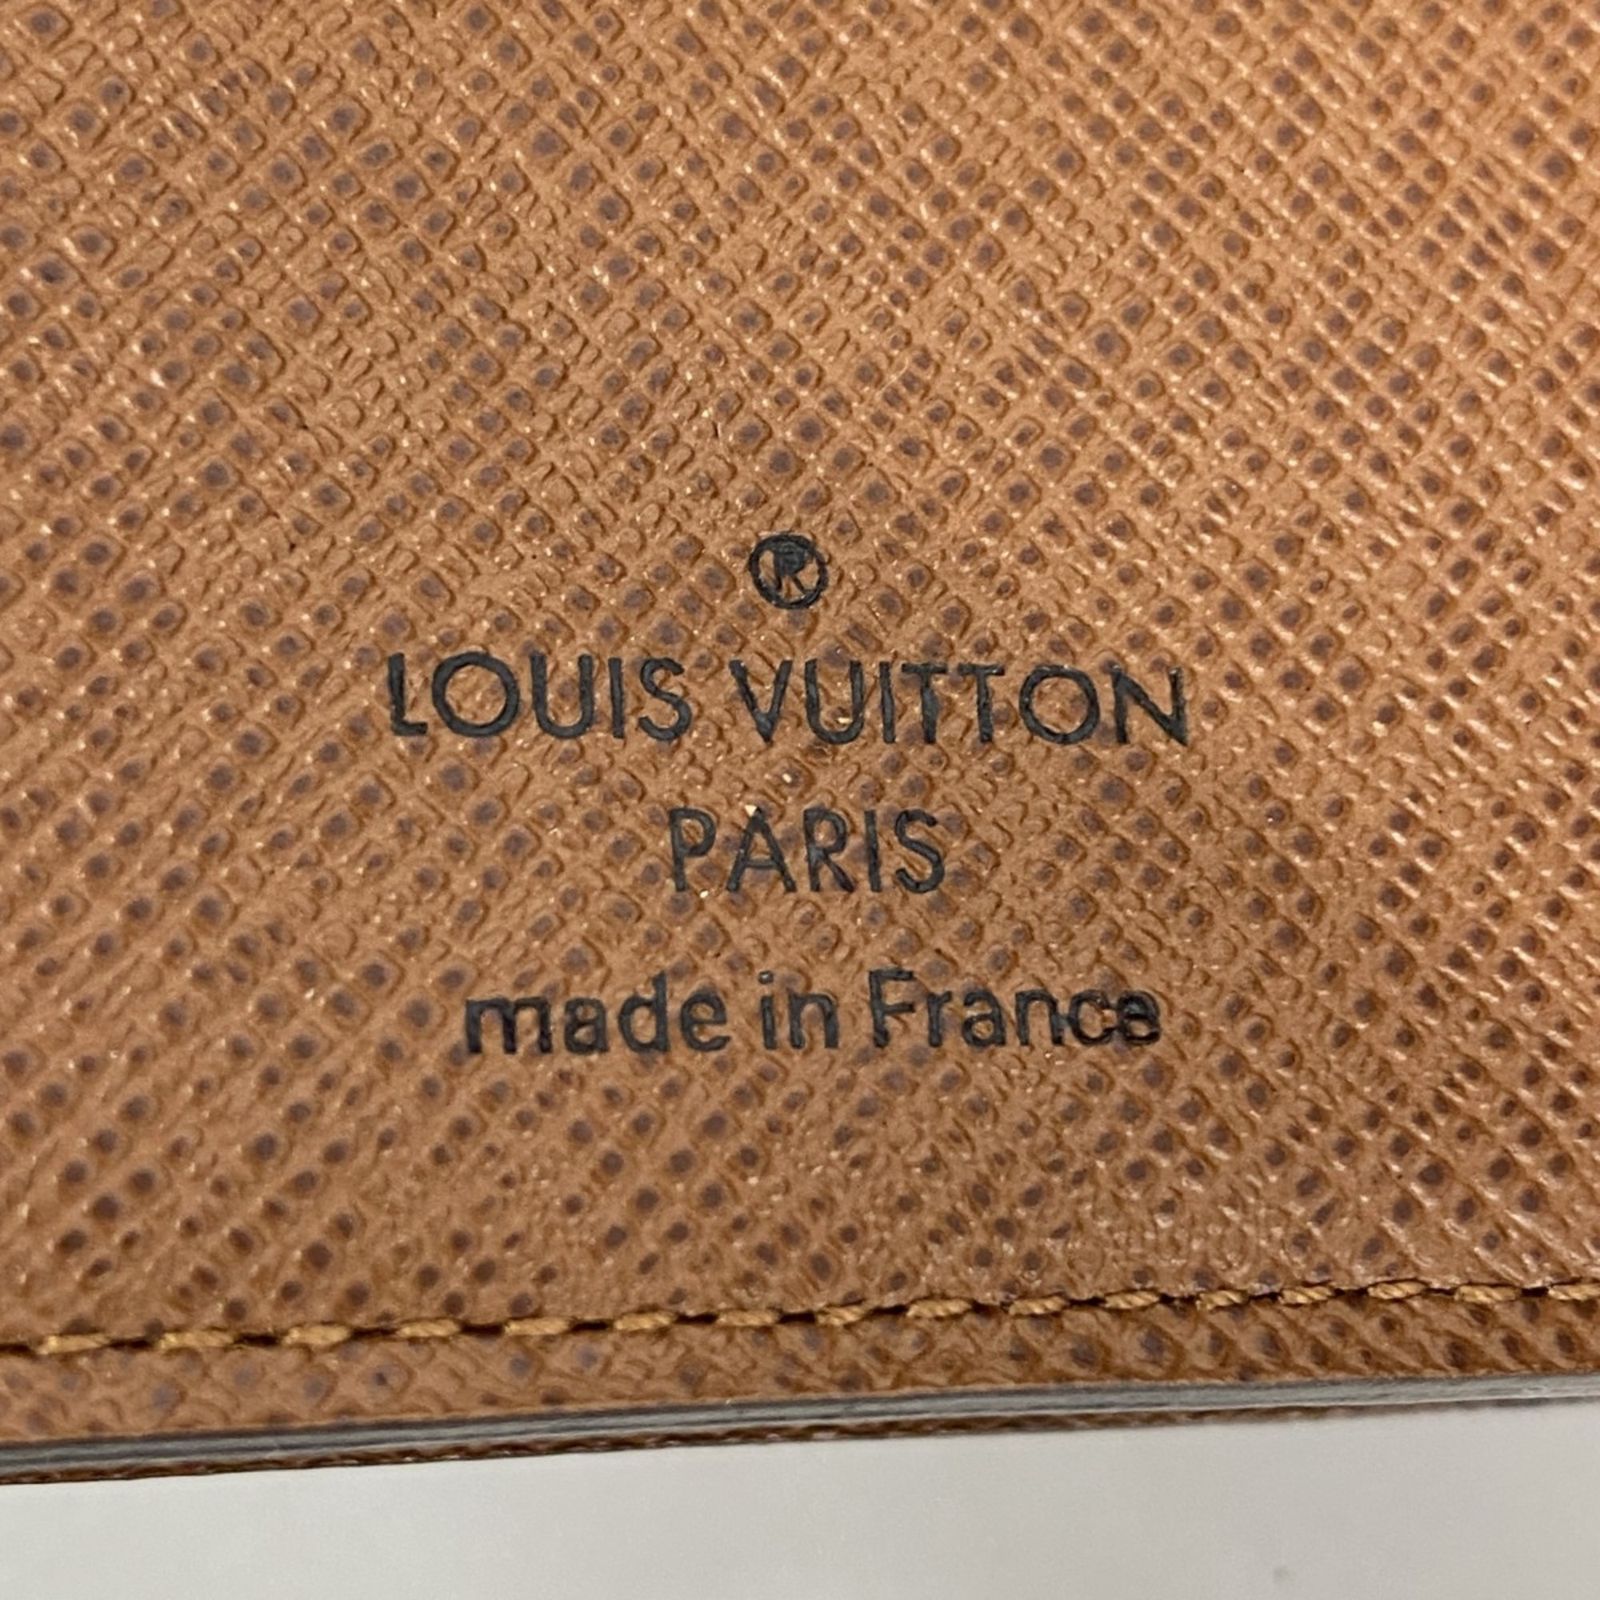 ®
LOUIS VUITTON
PARIS
made in France